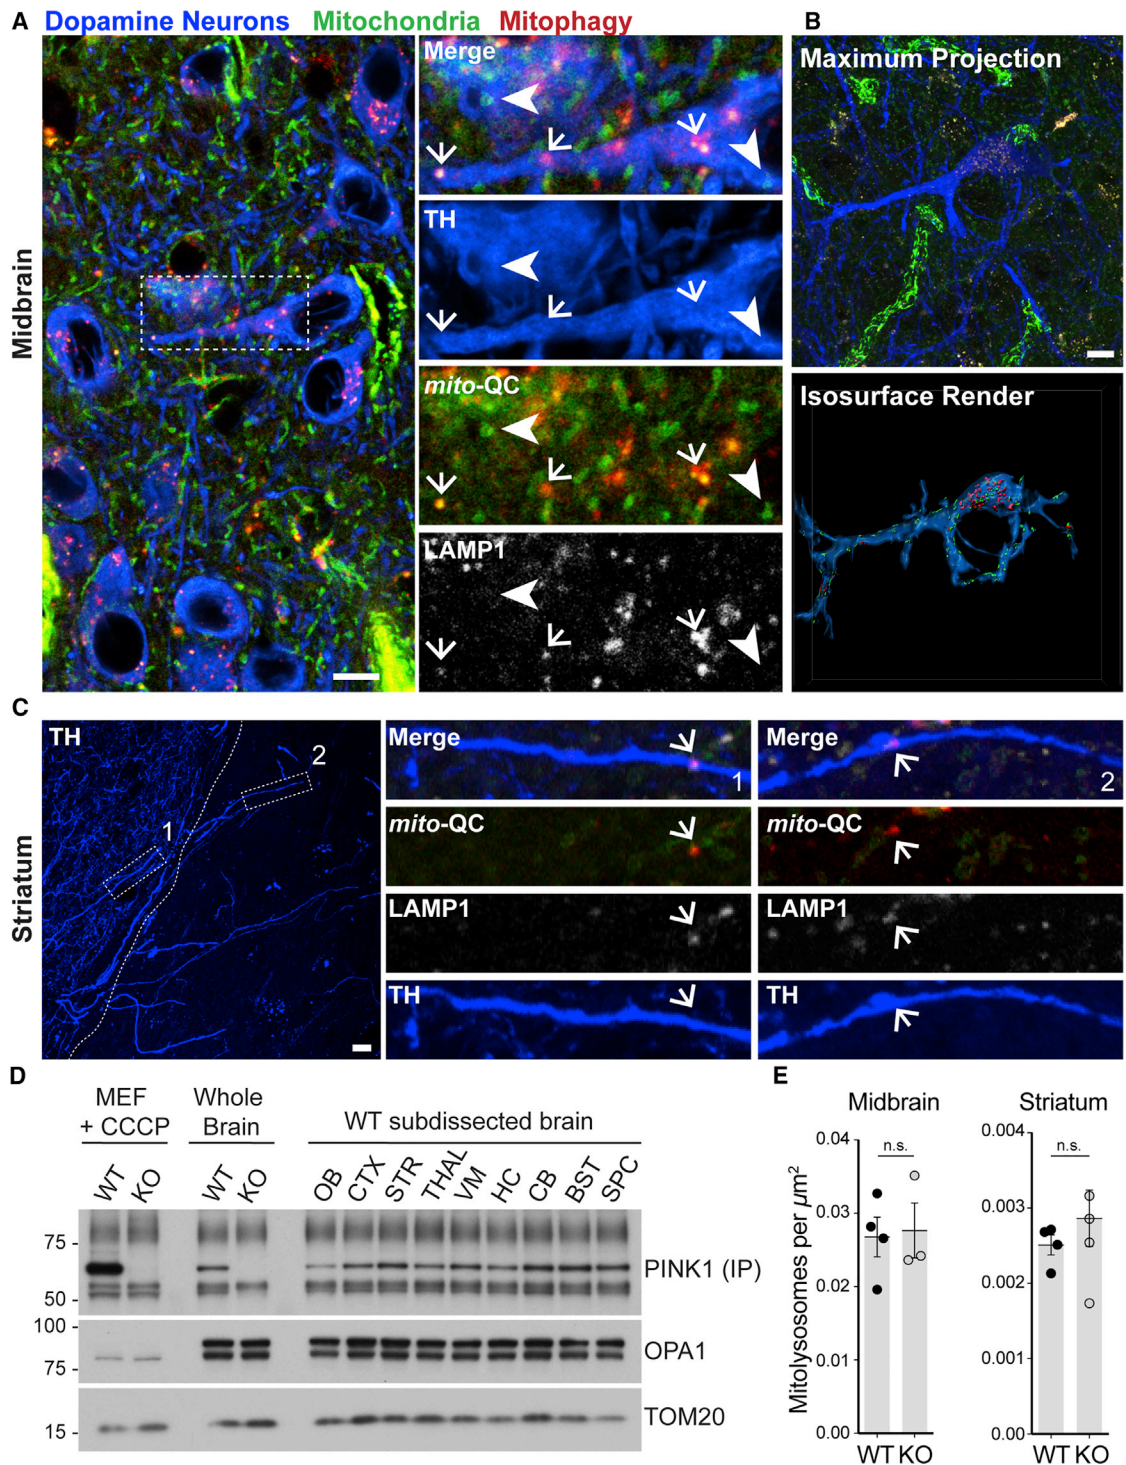 A Dopamine Neurons Mitochondria Mitophagy
B
Midbrain
Merge
TH
mito-QC
LAMP1
Maximum Projection
Isosurface Render
C
Striatum
TH
1
2
Merge
1
mito-QC
LAMP1
TH
Merge
2
mito-QC
LAMP1
TH
D
MEF
+ CCCP
Whole
Brain
WT subdissected brain
WT KO WT KO OB CTX STR THAL VM HC CB BST SPC
75 -
50 -
PINK1 (IP)
100 -
75 -
OPA1
15 -
TOM20
E
Midbrain
Mitolysosomes per µm2
0.04
0.03
0.02
0.01
0.00
n.s.
WT KO
Striatum
0.004
0.003
0.002
0.001
0.00
n.s.
WT KO